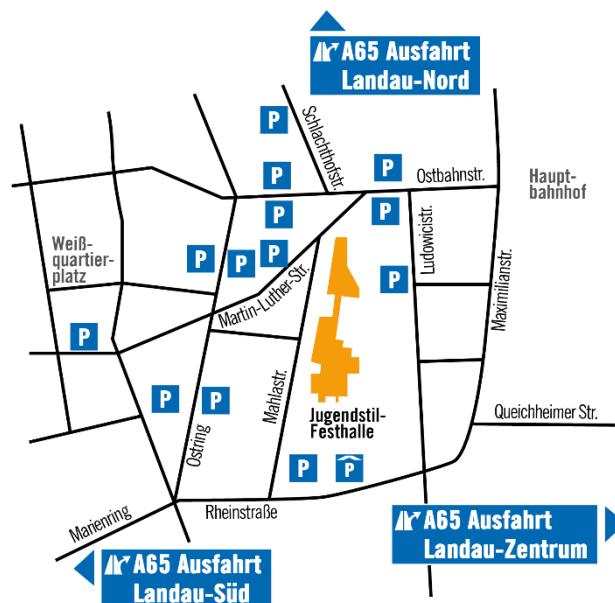 A65 Ausfahrt
Landau-Nord
P
Schlachthofstr.
P
P
Ostbahnstr.
Haupt-
bahnhof
P
P
Ludowicistr.
Weiß-
quartier-
platz
P
P
P
Martin-Luther-Str.
P
Maximilianstr.
P
Mahlastr.
P
P
Ostring
Jugendstil-
Festhalle
Queichheimer Str.
P
P
Rheinstraße
Marienring
A65 Ausfahrt
Landau-Zentrum
A65 Ausfahrt
Landau-Süd